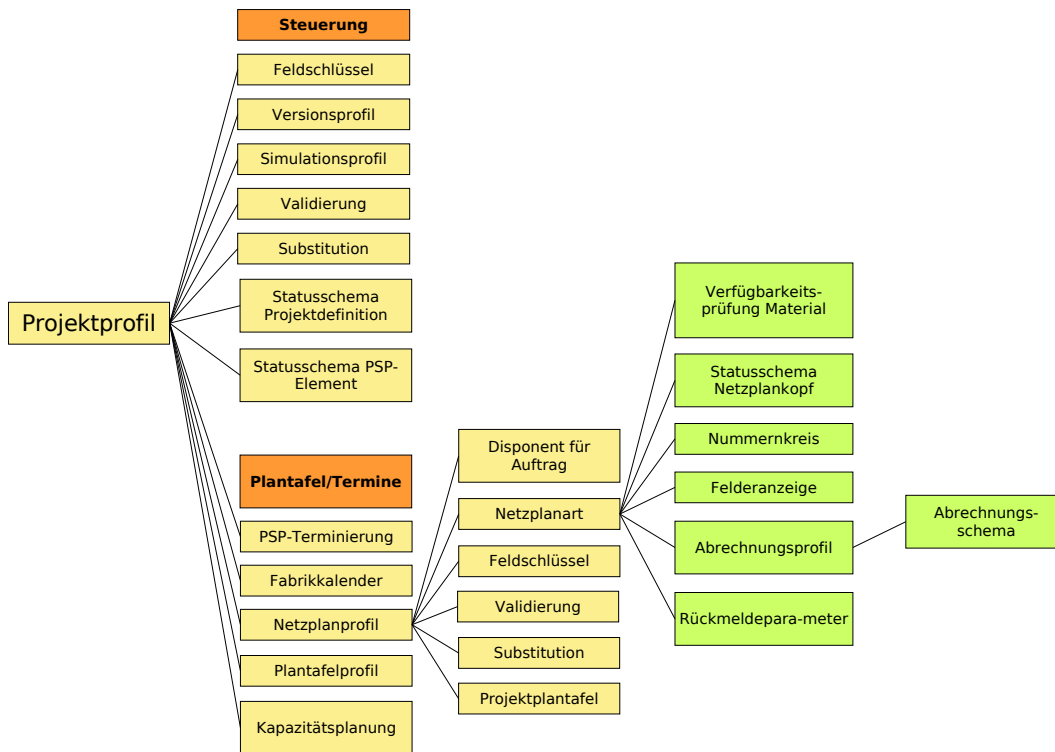 Steuerung
Feldschlüssel
Versionsprofil
Simulationsprofil
Validierung
Substitution
Statusschema
Projektdefinition
Statusschema PSP-
Element
Projektprofil
Plantafel/Termine
PSP-Terminierung
Fabrikkalender
Netzplanprofil
Plantafelprofil
Kapazitätsplanung
Disponent für
Auftrag
Netzplanart
Feldschlüssel
Validierung
Substitution
Projektplantafel
Verfügbarkeits-
prüfung Material
Statusschema
Netzplankopf
Nummernkreis
Felderanzeige
Abrechnungsprofil
Rückmeldepara-meter
Abrechnungs-
schema